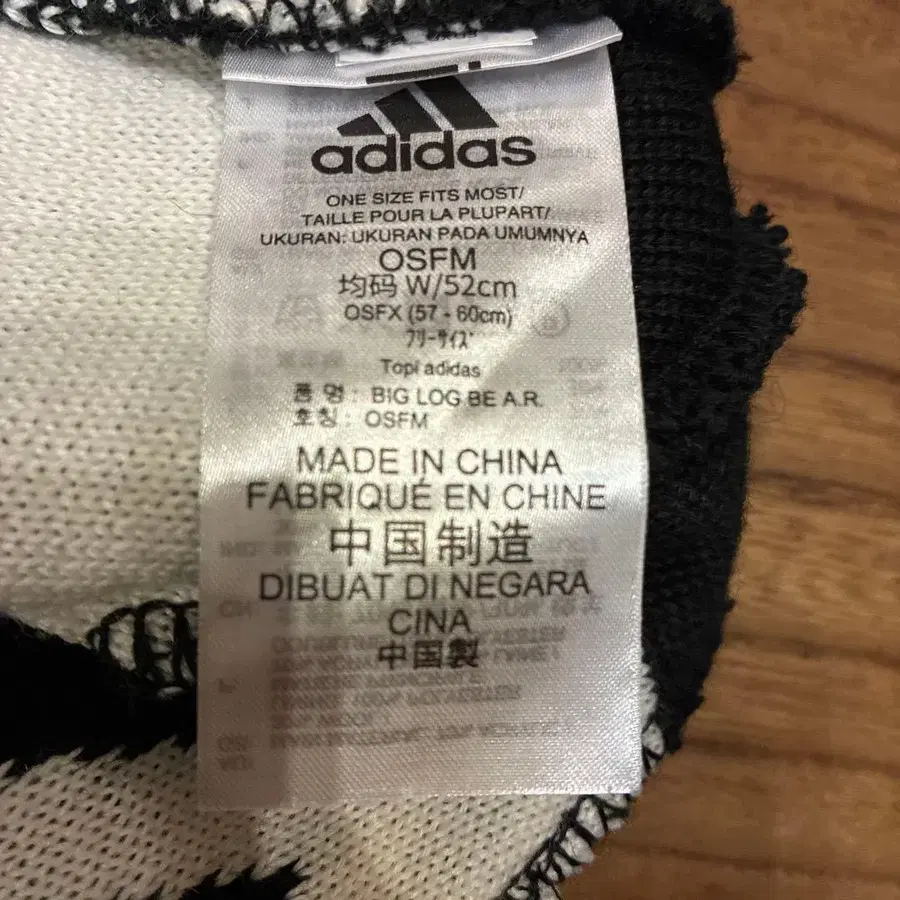 adidas
ONE SIZE FITS MOST/
TAILLE POUR LA PLUPART/
UKURAN: UKURAN PADA UMUMNYA
OSFM
均码 W/52cm
OSFX (57 - 60cm)
ﾌﾘｰｻｲｽﾞ
Topi adidas
품 명 : BIG LOG BE A.R.
호칭 : OSFM
MADE IN CHINA
FABRIQUÉ EN CHINE
中国制造
DIBUAT DI NEGARA
CINA
中国製